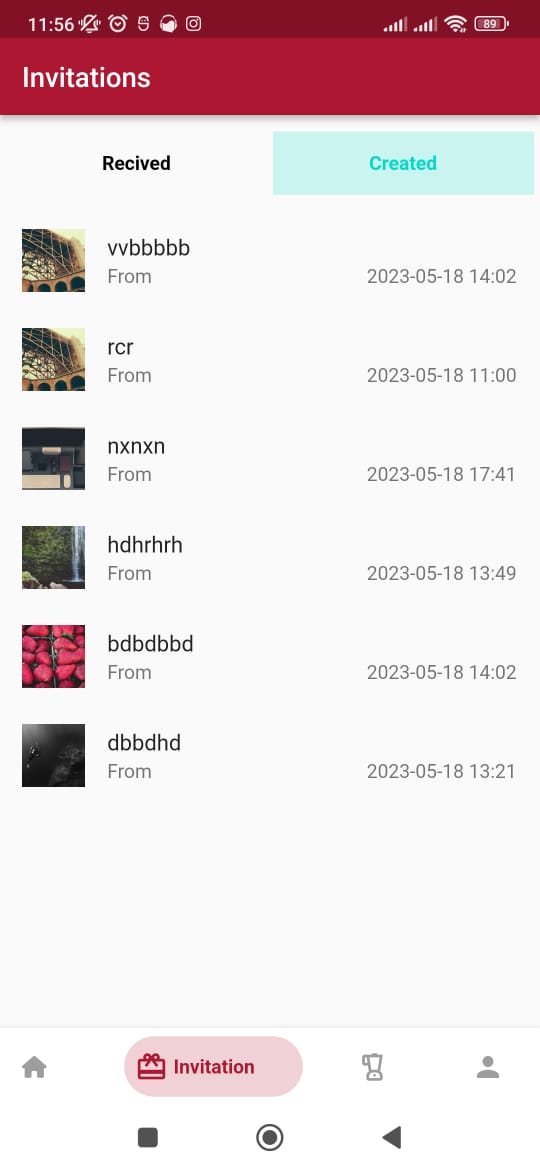 11:56 89
Invitations
Recived Created
vvbbbbb
From 2023-05-18 14:02
rcr
From 2023-05-18 11:00
nxnxn
From 2023-05-18 17:41
hdhrhrh
From 2023-05-18 13:49
bdbdbbd
From 2023-05-18 14:02
dbbdhd
From 2023-05-18 13:21
Invitation